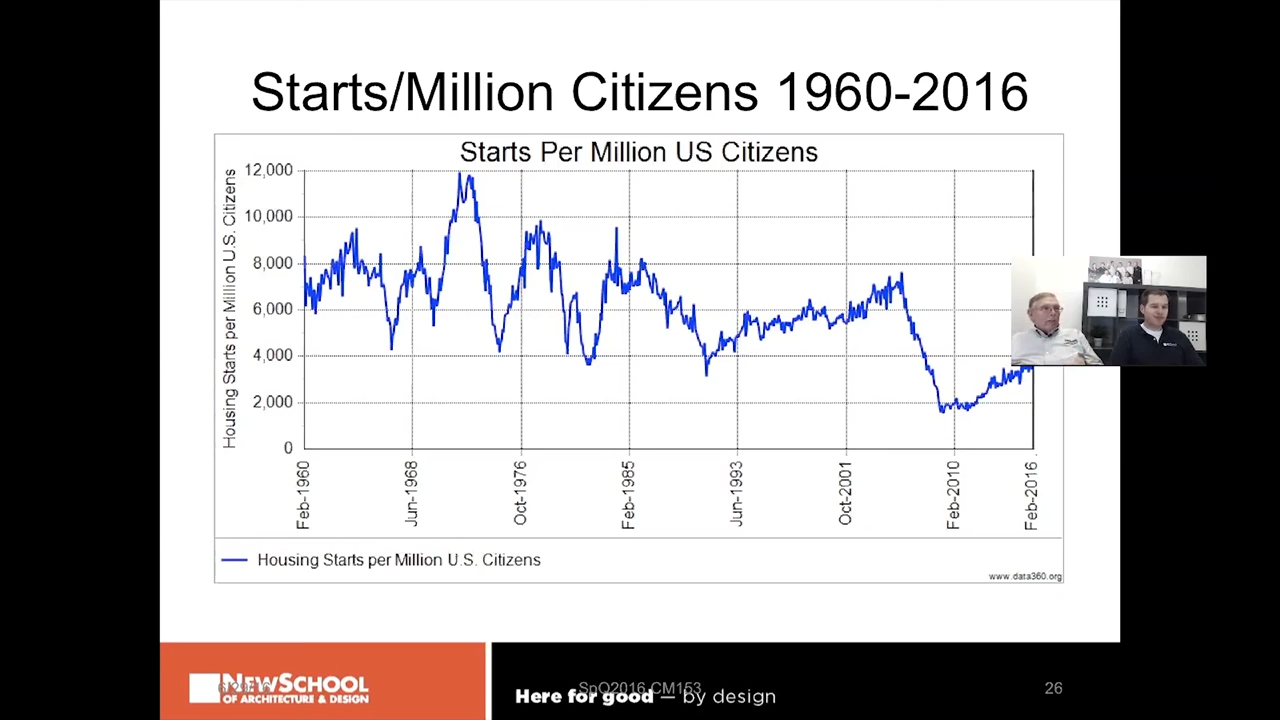 Starts/Million Citizens 1960-2016
Starts Per Million US Citizens
Housing Starts per Million U.S. Citizens
12,000
10,000
8,000
6,000
4,000
2,000
0
Feb-1960
Jun-1968
Oct-1976
Feb-1985
Jun-1993
Oct-2001
Feb-2010
Feb-2016
Housing Starts per Million U.S. Citizens
www.data360.org
NEWSCHOOL
OF ARCHITECTURE & DESIGN
Here for good — by design
SpQ2016 CM153
26